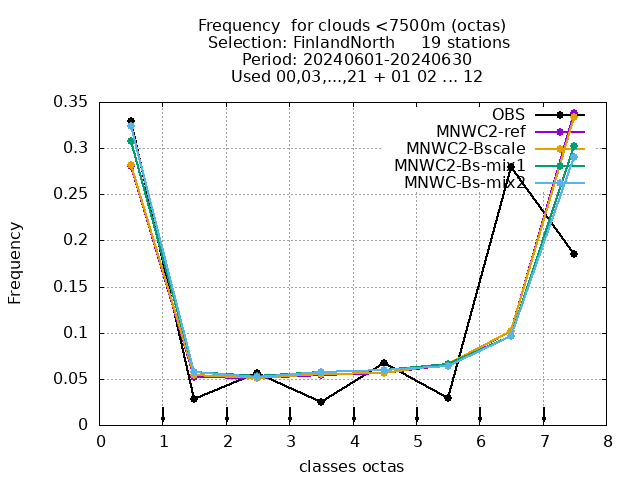 Frequency  for clouds <7500m (octas)
Selection: FinlandNorth     19 stations
Period: 20240601-20240630
Used 00,03,...,21 + 01 02 ... 12
0.35
OBS
MNWC2-ref
0.3
MNWC2-Bscale
MNWC2-Bs-mix1
MNWC-Bs-mix2
0.25
0.2
Frequency
0.15
0.1
0.05
0
0 1 2 3 4 5 6 7 8
classes octas